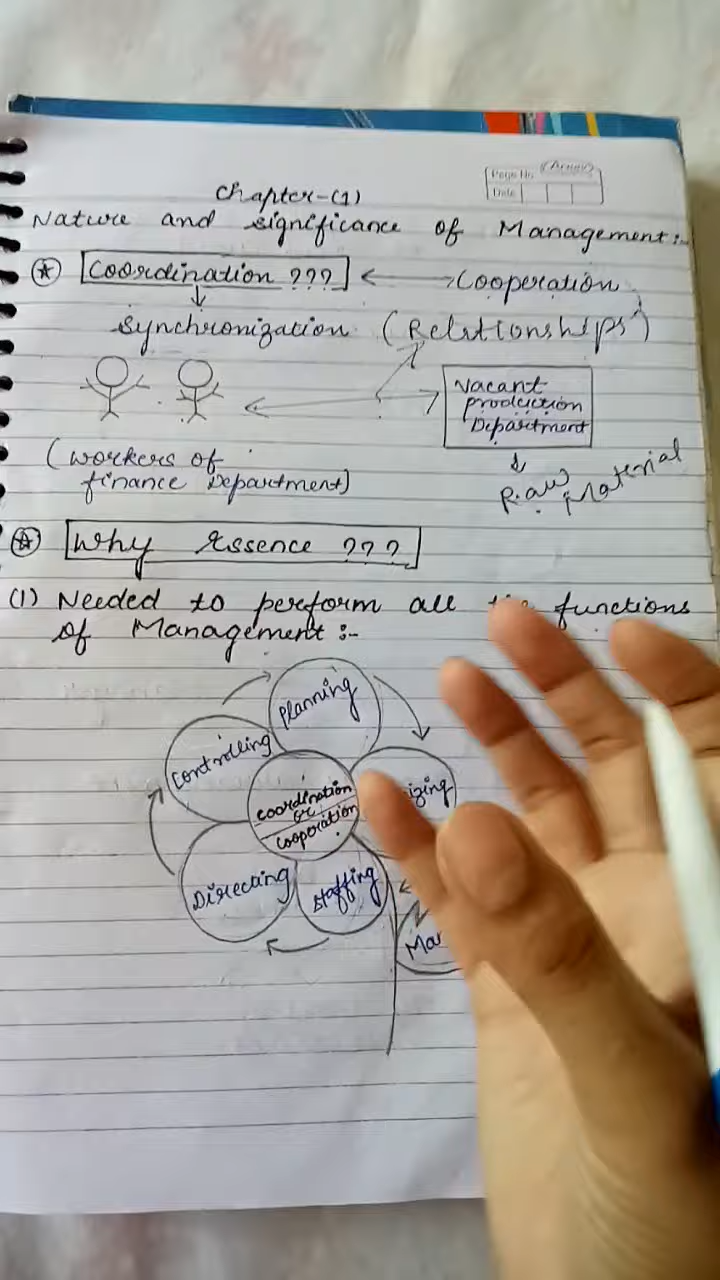 Page No.
Date
Chapter-(1)
Nature and significance of Management:-
Coordination ??? Cooperation
Synchronization (Relationships)
Vacant
production
Department
(workers of
finance Department)
Raw Material
Why Essence ???
(1) Needed to perform all functions
of Management :-
Planning
Controlling
coordination
or
cooperation
Directing
Staffing